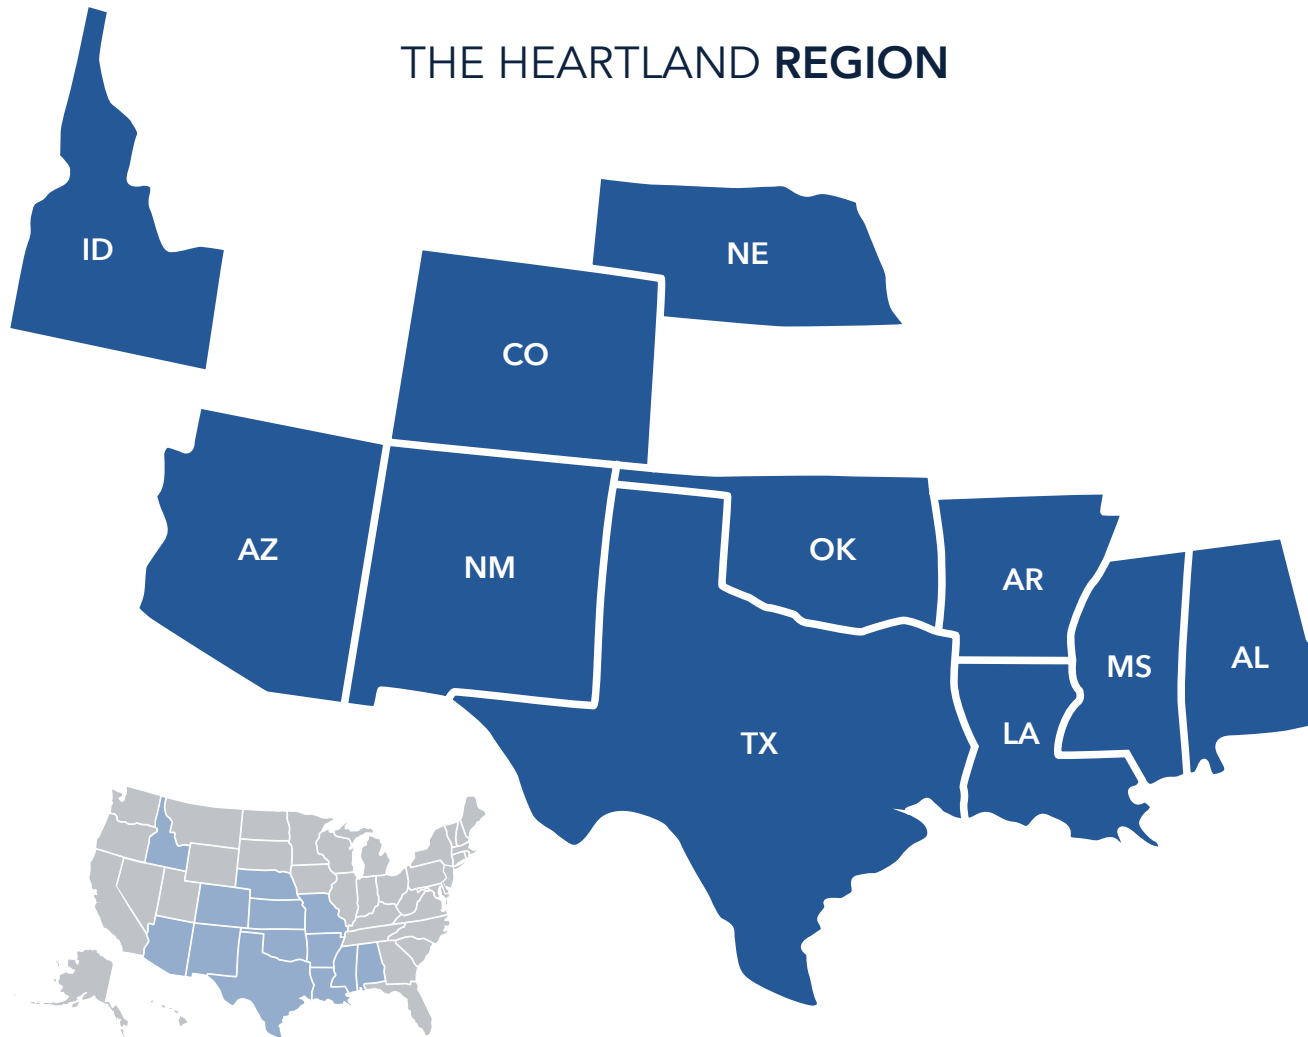 THE HEARTLAND REGION
ID
NE
CO
AZ
NM
OK
AR
MS
AL
LA
TX